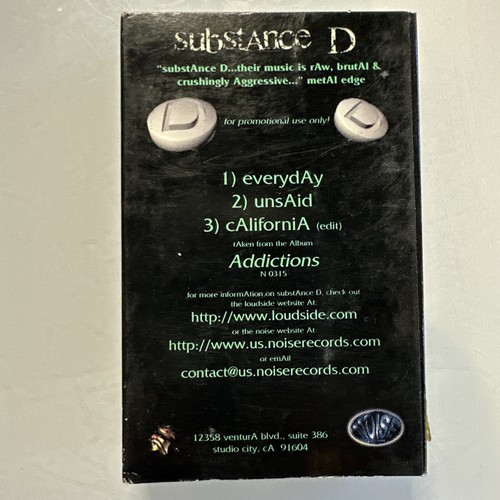 substAnce D
"substAnce D...their music is rAw, brutAl &
crushingly Aggressive..." metAl edge
D
for promotional use only!
D
1) everydAy
2) unsAid
3) cAliforniA (edit)
tAken from the Album
Addictions
N 0315
for more informAtion on substAnce D, check out
the loudside website At:
http://www.loudside.com
or the noise website At:
http://www.us.noiserecords.com
or emAil
contact@us.noiserecords.com
12358 venturA blvd., suite 386
studio city, cA 91604
NOISE